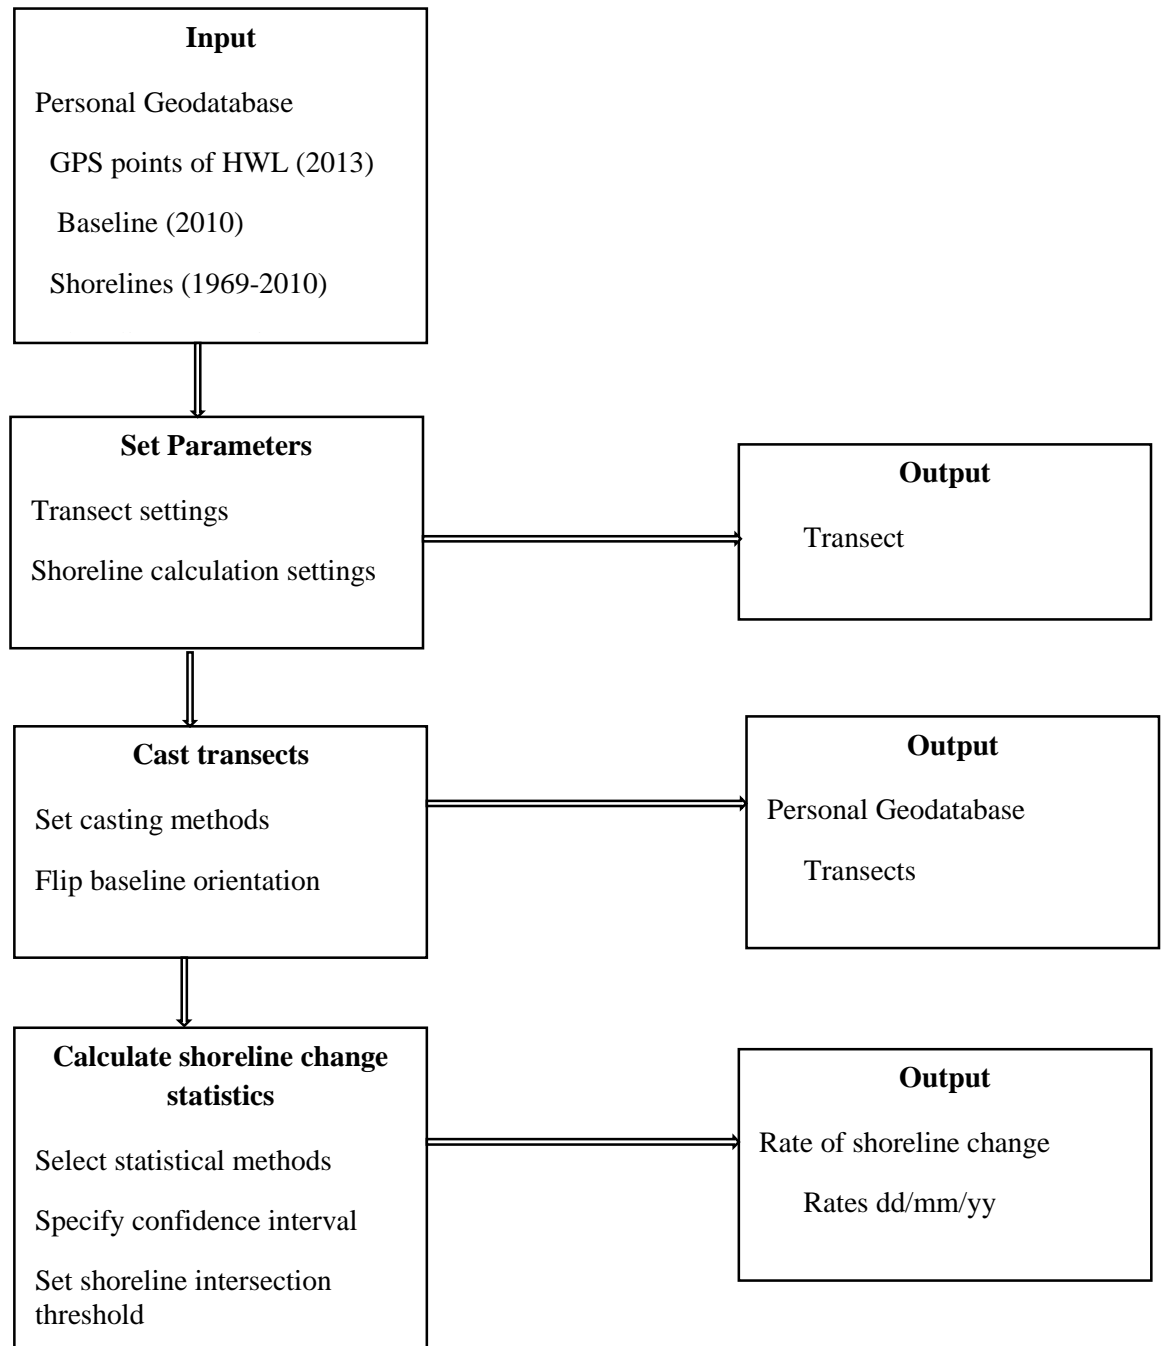 Input
Personal Geodatabase
GPS points of HWL (2013)
Baseline (2010)
Shorelines (1969-2010)
Set Parameters
Transect settings
Shoreline calculation settings
Output
Transect
Cast transects
Set casting methods
Flip baseline orientation
Output
Personal Geodatabase
Transects
Calculate shoreline change
statistics
Select statistical methods
Specify confidence interval
Set shoreline intersection
threshold
Output
Rate of shoreline change
Rates dd/mm/yy